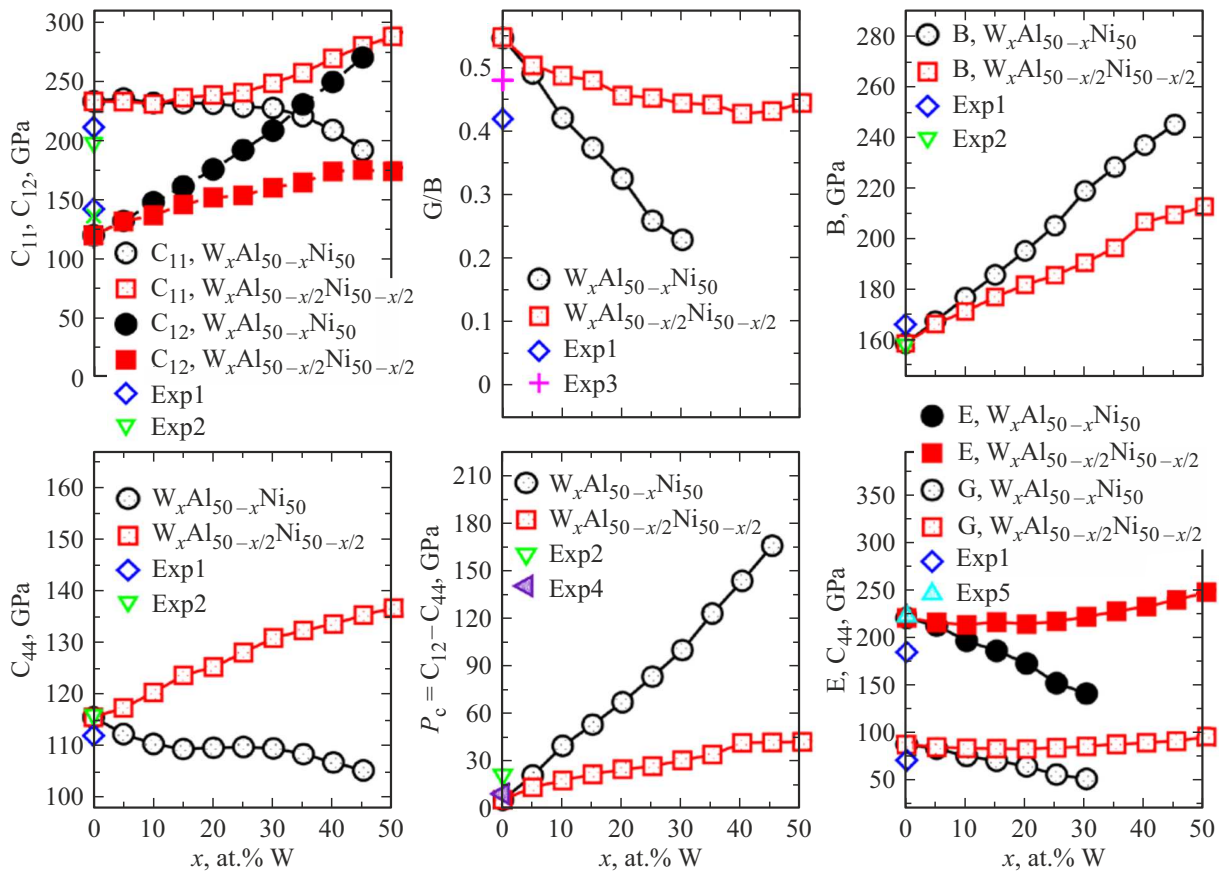 300
250
200
150
100
50
0
C₁₁, C₁₂, GPa
C₁₁, WₓAl₅₀₋ₓNi₅₀
C₁₁, WₓAl₅₀₋ₓ/₂Ni₅₀₋ₓ/₂
C₁₂, WₓAl₅₀₋ₓNi₅₀
C₁₂, WₓAl₅₀₋ₓ/₂Ni₅₀₋ₓ/₂
Exp1
Exp2
0.5
0.4
0.3
0.2
0.1
0
G/B
WₓAl₅₀₋ₓNi₅₀
WₓAl₅₀₋ₓ/₂Ni₅₀₋ₓ/₂
Exp1
Exp3
280
260
240
220
200
180
160
B, GPa
B, WₓAl₅₀₋ₓNi₅₀
B, WₓAl₅₀₋ₓ/₂Ni₅₀₋ₓ/₂
Exp1
Exp2
160
150
140
130
120
110
100
C₄₄, GPa
WₓAl₅₀₋ₓNi₅₀
WₓAl₅₀₋ₓ/₂Ni₅₀₋ₓ/₂
Exp1
Exp2
0 10 20 30 40 50
x, at.% W
210
180
150
120
90
60
30
0
P_c = C₁₂ − C₄₄, GPa
WₓAl₅₀₋ₓNi₅₀
WₓAl₅₀₋ₓ/₂Ni₅₀₋ₓ/₂
Exp2
Exp4
0 10 20 30 40 50
x, at.% W
350
300
250
200
150
100
50
E, C₄₄, GPa
E, WₓAl₅₀₋ₓNi₅₀
E, WₓAl₅₀₋ₓ/₂Ni₅₀₋ₓ/₂
G, WₓAl₅₀₋ₓNi₅₀
G, WₓAl₅₀₋ₓ/₂Ni₅₀₋ₓ/₂
Exp1
Exp5
0 10 20 30 40 50
x, at.% W